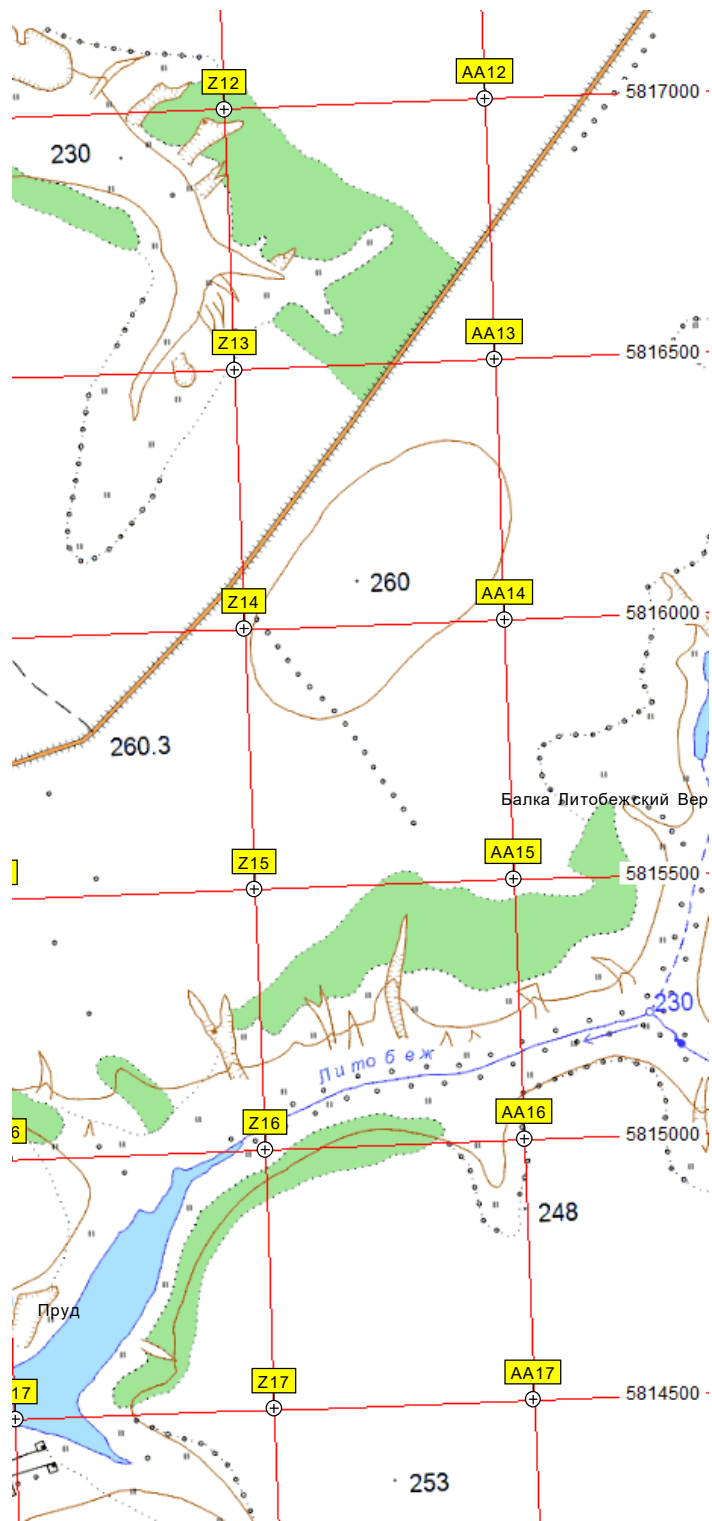 Z12
AA12
5817000
230
Z13
AA13
5816500
260
Z14
AA14
5816000
260.3
Балка Литобежский Вер
Z15
AA15
5815500
230
Литобеж
6
Z16
AA16
5815000
248
Пруд
17
Z17
AA17
5814500
253